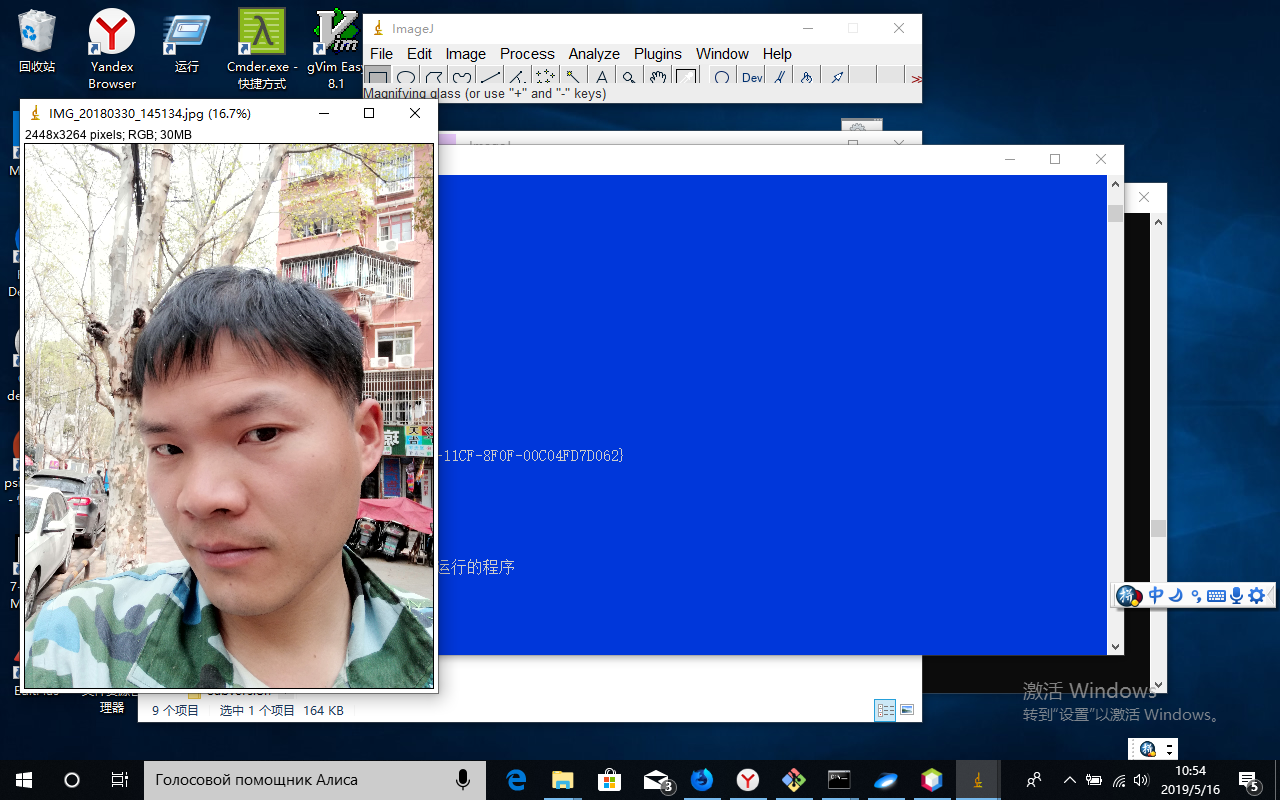 回收站
Yandex
Browser
运行
Cmder.exe -
快捷方式
gVim Easy
8.1
ImageJ
File Edit Image Process Analyze Plugins Window Help
Dev
>>
Magnifying glass (or use "+" and "-" keys)
IMG_20180330_145134.jpg (16.7%)
2448x3264 pixels; RGB; 30MB
天
吉
-11CF-8F0F-00C04FD7D062}
运行的程序
中
激活 Windows
转到"设置"以激活 Windows。
理器
9 个项目 选中 1 个项目 164 KB
Голосовой помощник Алиса
3
10:54
2019/5/16
5